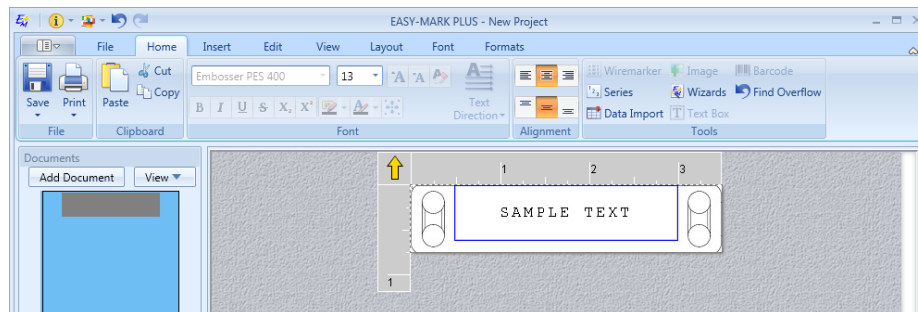 EASY-MARK PLUS - New Project
File Home Insert Edit View Layout Font Formats
Save Print Paste Cut Copy
Embosser PES 400 13
B I U S X, X² A
Text Direction
Wiremarker Image Barcode
Series Wizards Find Overflow
Data Import Text Box
File Clipboard Font Alignment Tools
Documents
Add Document View
1 2 3
SAMPLE TEXT
1